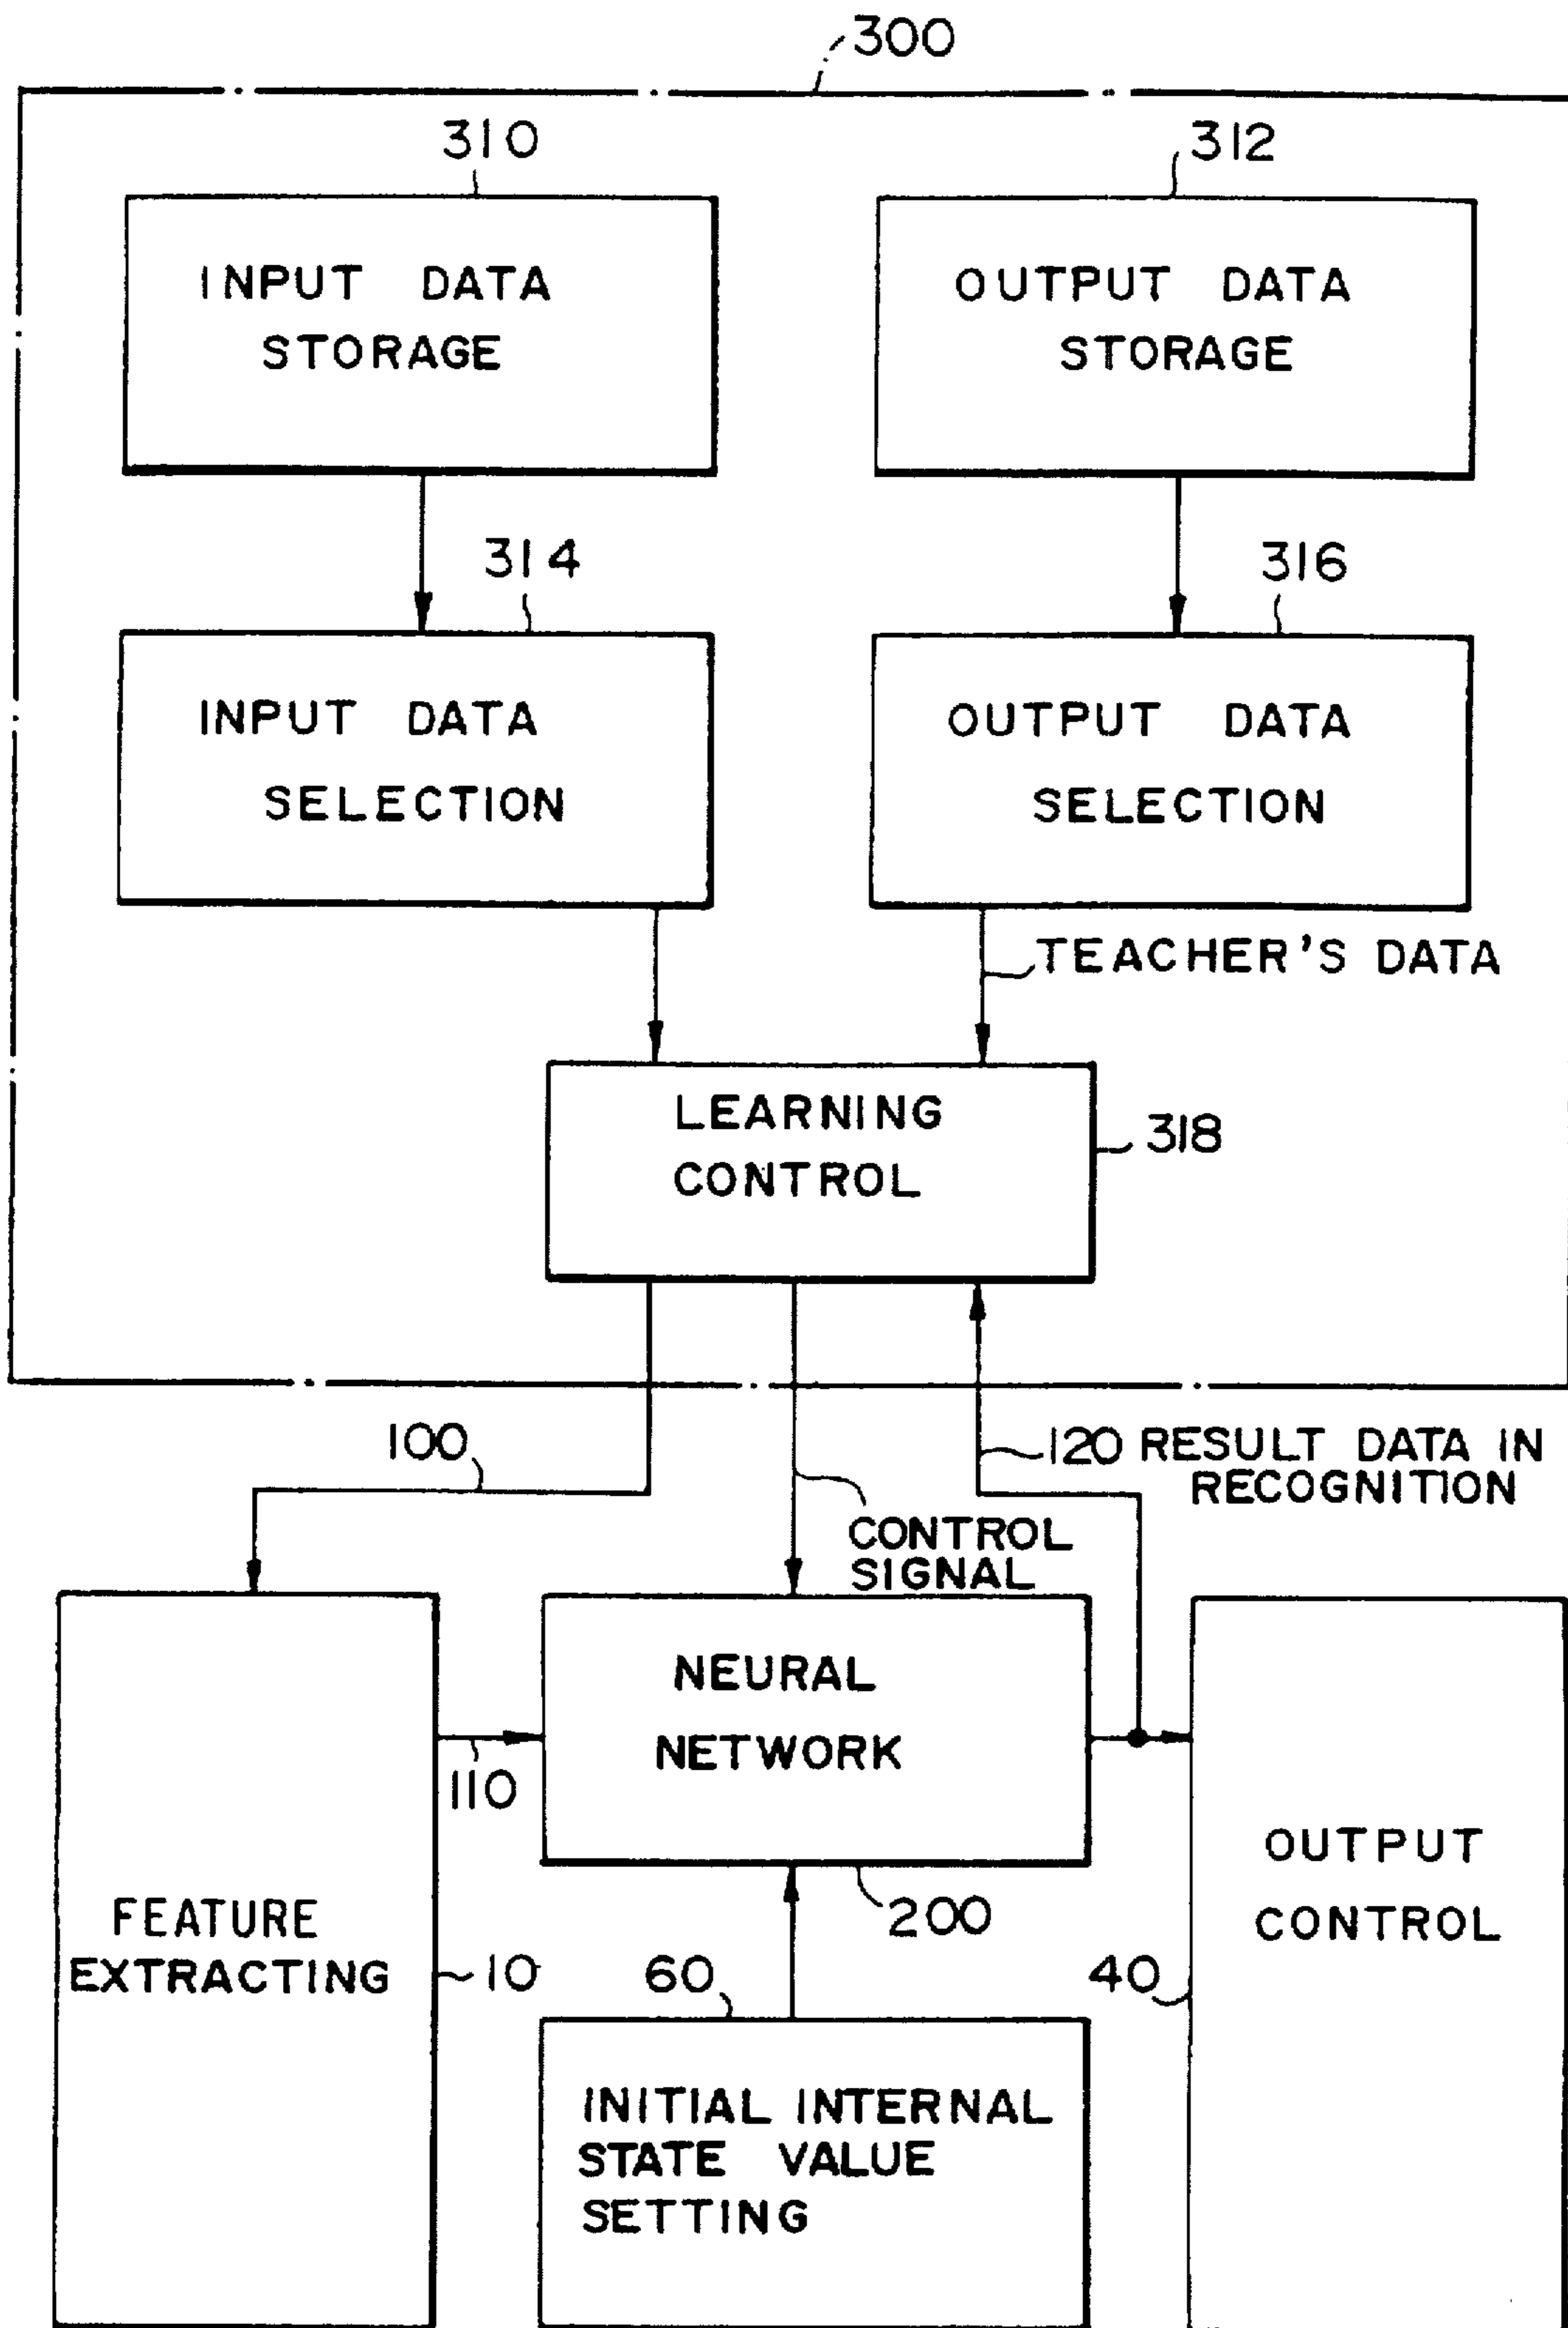 300
310
312
INPUT DATA
STORAGE
OUTPUT DATA
STORAGE
314
316
INPUT DATA
SELECTION
OUTPUT DATA
SELECTION
TEACHER'S DATA
LEARNING
CONTROL
318
100
120 RESULT DATA IN
RECOGNITION
CONTROL
SIGNAL
NEURAL
NETWORK
110
200
OUTPUT
CONTROL
FEATURE
EXTRACTING
10
60
40
INITIAL INTERNAL
STATE VALUE
SETTING